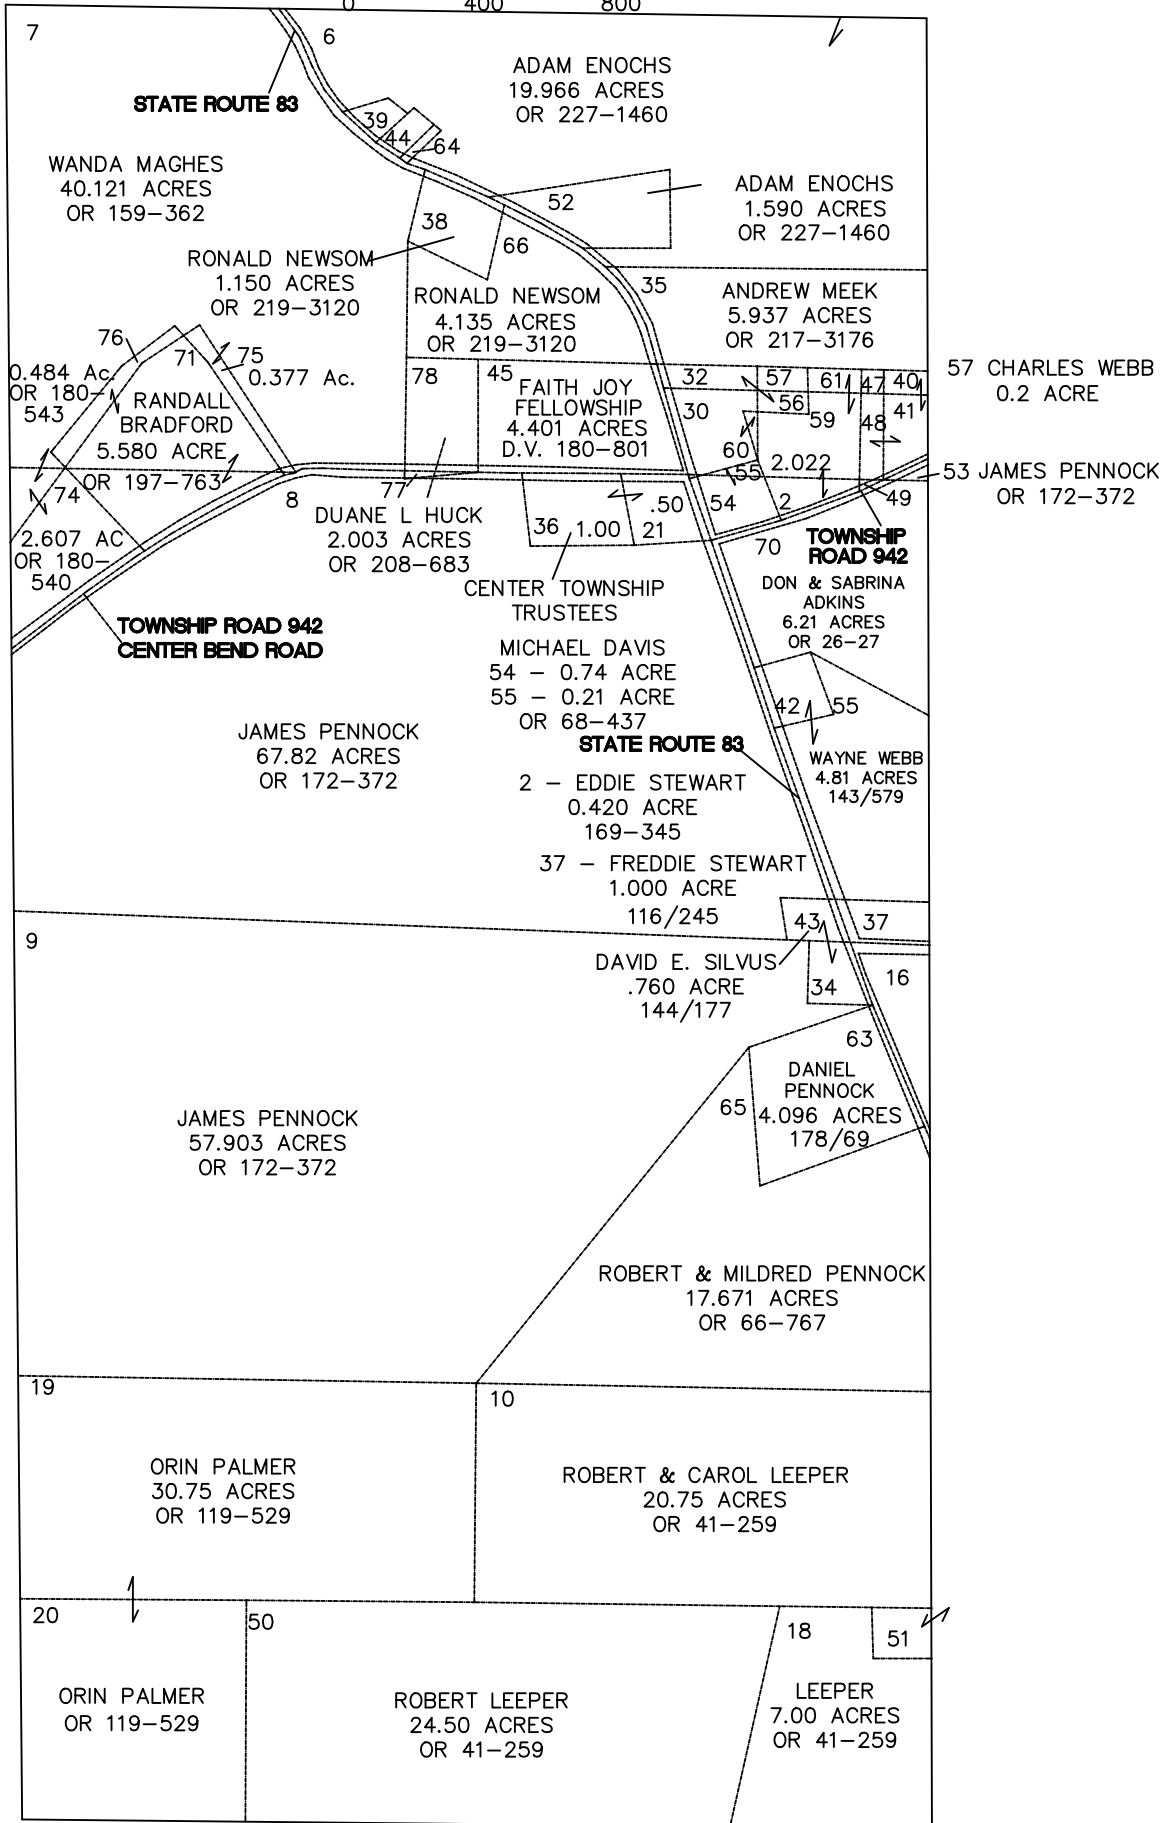 0 400 800
7
6
STATE ROUTE 83
ADAM ENOCHS
19.966 ACRES
OR 227-1460
39
44
64
WANDA MAGHES
40.121 ACRES
OR 159-362
52
ADAM ENOCHS
1.590 ACRES
OR 227-1460
38
66
RONALD NEWSOM
1.150 ACRES
OR 219-3120
RONALD NEWSOM
4.135 ACRES
OR 219-3120
35
ANDREW MEEK
5.937 ACRES
OR 217-3176
76
71
75
0.377 Ac.
0.484 Ac.
OR 180-
543
RANDALL
BRADFORD
5.580 ACRE
OR 197-763
78
45
FAITH JOY
FELLOWSHIP
4.401 ACRES
D.V. 180-801
32
57
61
47
40
30
56
59
48
41
60
55
2.022
57 CHARLES WEBB
0.2 ACRE
53 JAMES PENNOCK
OR 172-372
74
8
77
2.607 AC
OR 180-
540
DUANE L HUCK
2.003 ACRES
OR 208-683
36
1.00
.50
21
54
2
49
70
TOWNSHIP
ROAD 942
CENTER TOWNSHIP
TRUSTEES
DON & SABRINA
ADKINS
6.21 ACRES
OR 26-27
TOWNSHIP ROAD 942
CENTER BEND ROAD
MICHAEL DAVIS
54 - 0.74 ACRE
55 - 0.21 ACRE
OR 68-437
42
55
JAMES PENNOCK
67.82 ACRES
OR 172-372
STATE ROUTE 83
WAYNE WEBB
4.81 ACRES
143/579
2 - EDDIE STEWART
0.420 ACRE
169-345
37 - FREDDIE STEWART
1.000 ACRE
116/245
43
37
9
DAVID E. SILVUS
.760 ACRE
144/177
34
16
63
DANIEL
PENNOCK
4.096 ACRES
178/69
65
JAMES PENNOCK
57.903 ACRES
OR 172-372
ROBERT & MILDRED PENNOCK
17.671 ACRES
OR 66-767
19
10
ORIN PALMER
30.75 ACRES
OR 119-529
ROBERT & CAROL LEEPER
20.75 ACRES
OR 41-259
20
50
18
51
ORIN PALMER
OR 119-529
ROBERT LEEPER
24.50 ACRES
OR 41-259
LEEPER
7.00 ACRES
OR 41-259